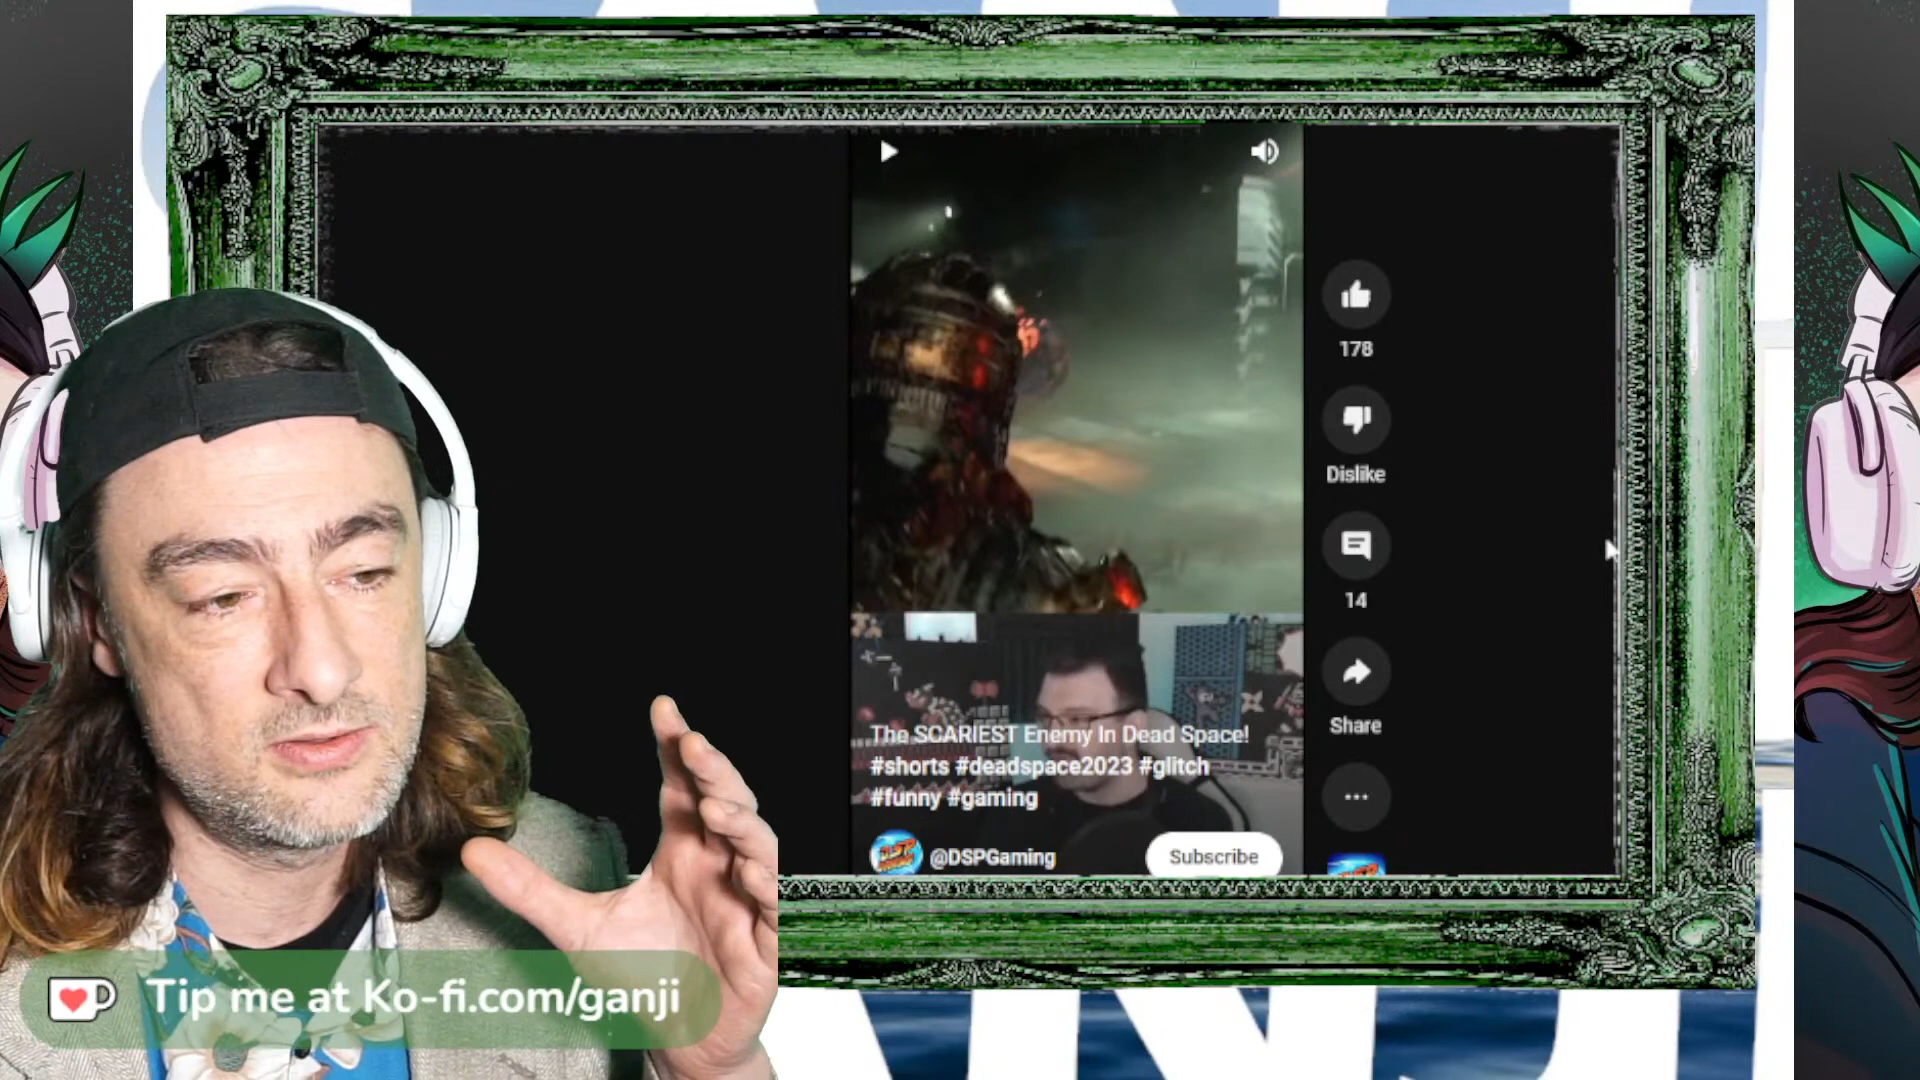 178
Dislike
14
Share
The SCARIEST Enemy In Dead Space!
#shorts #deadspace2023 #glitch
#funny #gaming
@DSPGaming
Subscribe
Tip me at Ko-fi.com/ganji